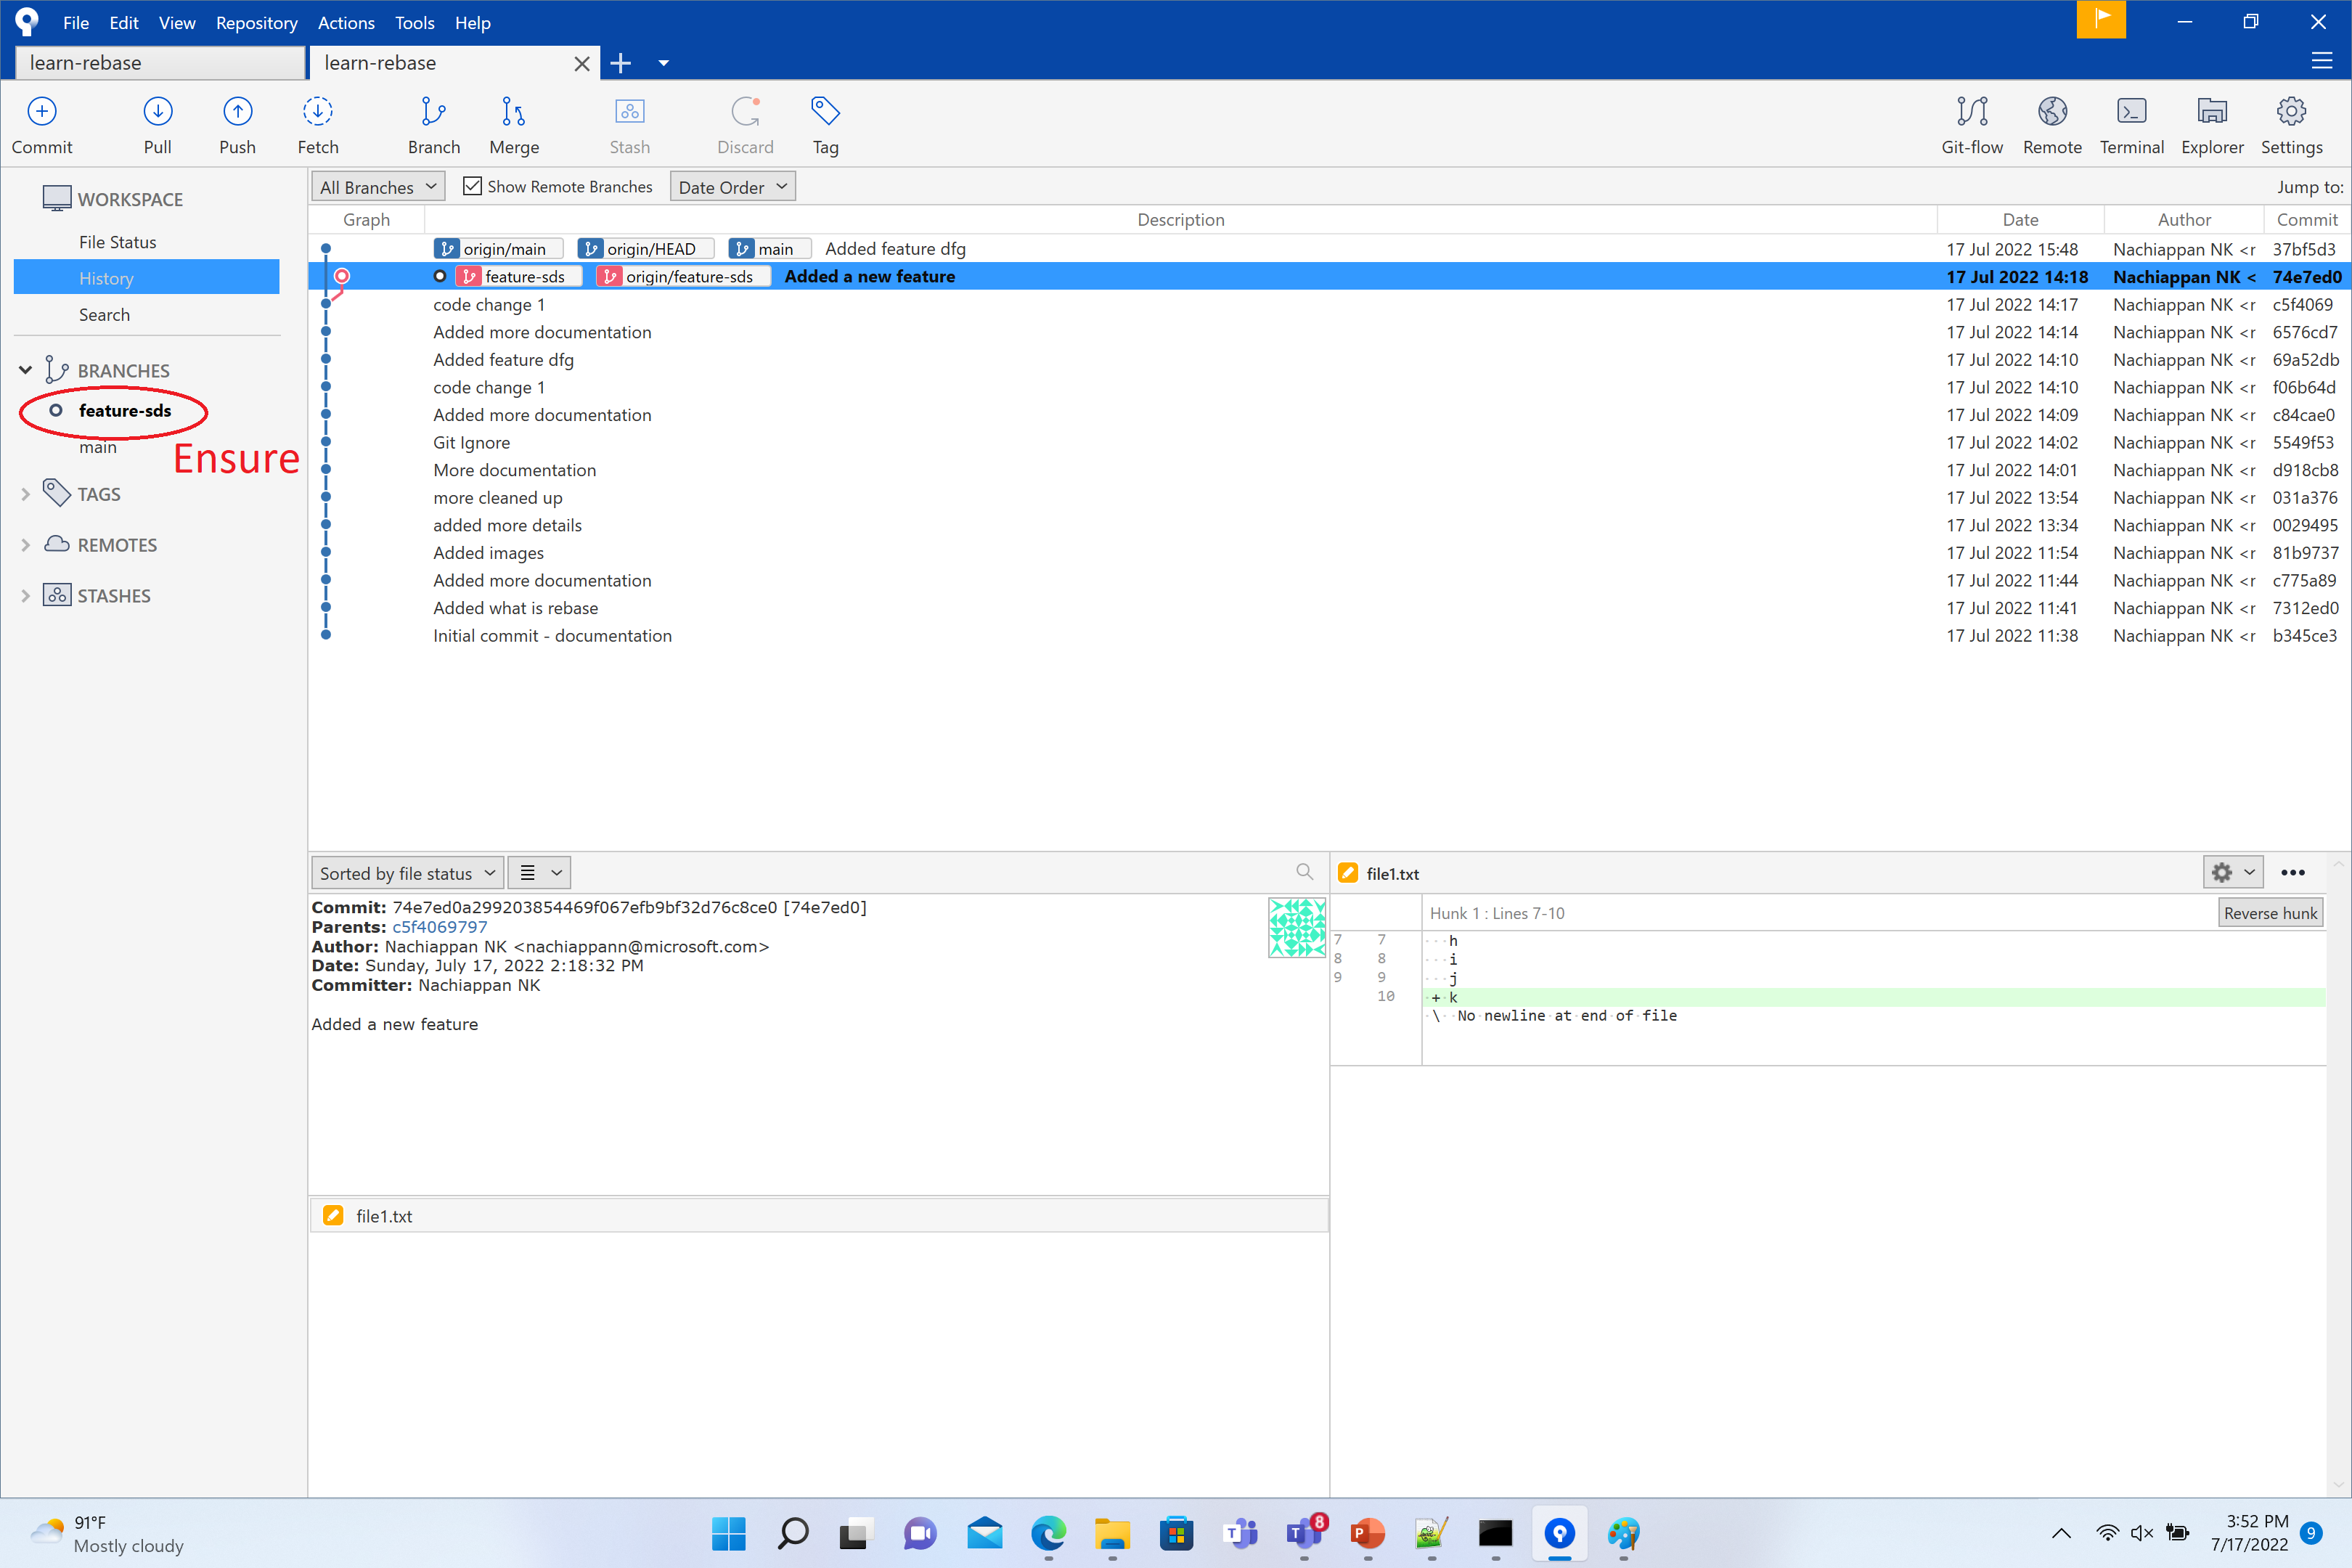 File Edit View Repository Actions Tools Help
learn-rebase learn-rebase
Commit Pull Push Fetch Branch Merge Stash Discard Tag Git-flow Remote Terminal Explorer Settings
WORKSPACE
File Status
History
Search
BRANCHES
feature-sds
main
Ensure
TAGS
REMOTES
STASHES
All Branches Show Remote Branches Date Order Jump to:
Graph Description Date Author Commit
origin/main origin/HEAD main Added feature dfg 17 Jul 2022 15:48 Nachiappan NK <r 37bf5d3
feature-sds origin/feature-sds Added a new feature 17 Jul 2022 14:18 Nachiappan NK < 74e7ed0
code change 1 17 Jul 2022 14:17 Nachiappan NK <r c5f4069
Added more documentation 17 Jul 2022 14:14 Nachiappan NK <r 6576cd7
Added feature dfg 17 Jul 2022 14:10 Nachiappan NK <r 69a52db
code change 1 17 Jul 2022 14:10 Nachiappan NK <r f06b64d
Added more documentation 17 Jul 2022 14:09 Nachiappan NK <r c84cae0
Git Ignore 17 Jul 2022 14:02 Nachiappan NK <r 5549f53
More documentation 17 Jul 2022 14:01 Nachiappan NK <r d918cb8
more cleaned up 17 Jul 2022 13:54 Nachiappan NK <r 031a376
added more details 17 Jul 2022 13:34 Nachiappan NK <r 0029495
Added images 17 Jul 2022 11:54 Nachiappan NK <r 81b9737
Added more documentation 17 Jul 2022 11:44 Nachiappan NK <r c775a89
Added what is rebase 17 Jul 2022 11:41 Nachiappan NK <r 7312ed0
Initial commit - documentation 17 Jul 2022 11:38 Nachiappan NK <r b345ce3
Sorted by file status
Commit: 74e7ed0a299203854469f067efb9bf32d76c8ce0 [74e7ed0]
Parents: c5f4069797
Author: Nachiappan NK <nachiappann@microsoft.com>
Date: Sunday, July 17, 2022 2:18:32 PM
Committer: Nachiappan NK
Added a new feature
file1.txt
file1.txt
Hunk 1 : Lines 7-10 Reverse hunk
7 7 h
8 8 i
9 9 j
10 + k
\ No newline at end of file
91°F
Mostly cloudy
8
3:52 PM
7/17/2022
9